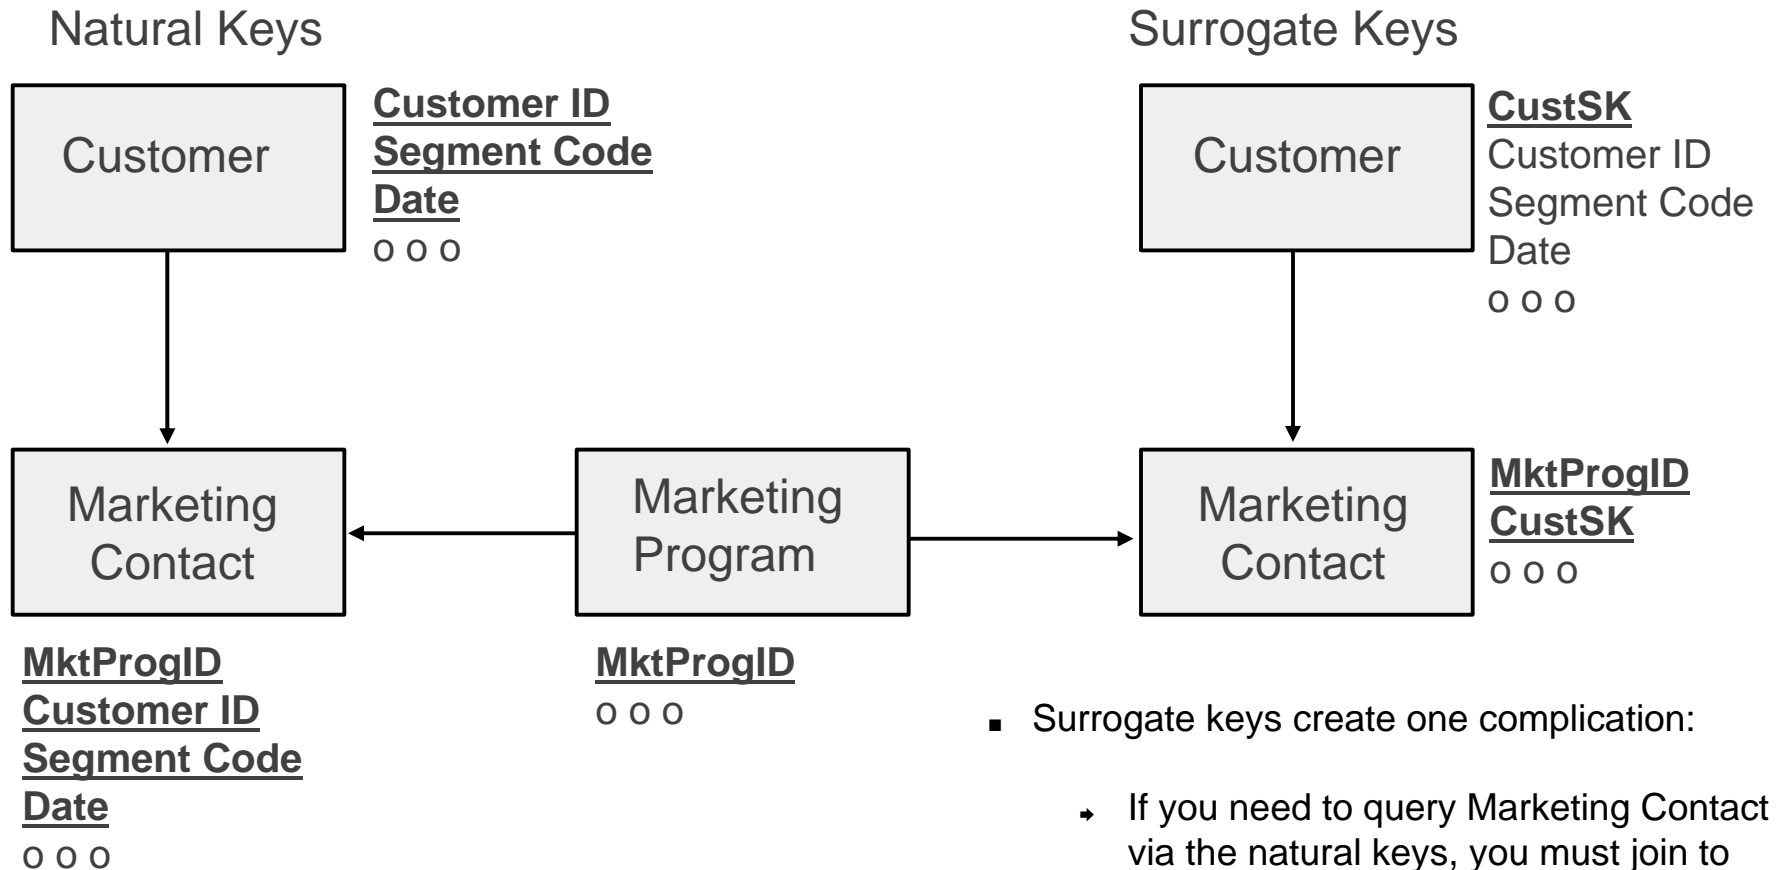 Natural Keys
Surrogate Keys
Customer
Customer ID
Segment Code
Date
o o o
Customer
CustSK
Customer ID
Segment Code
Date
o o o
Marketing
Contact
Marketing
Program
Marketing
Contact
MktProgID
CustSK
o o o
MktProgID
Customer ID
Segment Code
Date
o o o
MktProgID
o o o
▪ Surrogate keys create one complication:
➔ If you need to query Marketing Contact
via the natural keys, you must join to